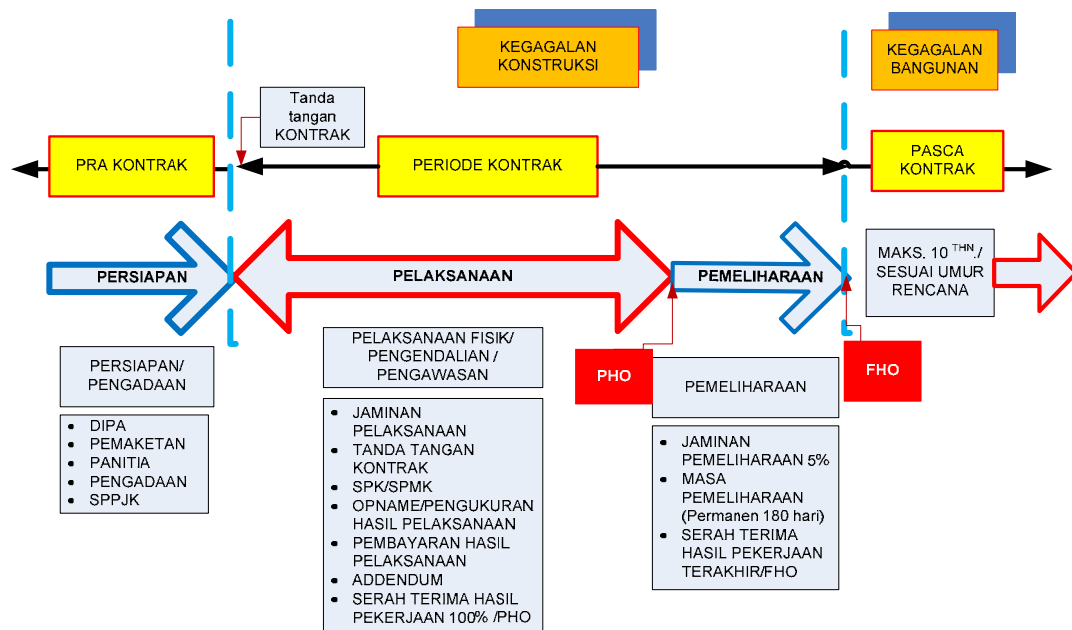 KEGAGALAN
KONSTRUKSI
KEGAGALAN
BANGUNAN
Tanda
tangan
KONTRAK
PRA KONTRAK
PERIODE KONTRAK
PASCA
KONTRAK
PERSIAPAN
PELAKSANAAN
PEMELIHARAAN
MAKS. 10 THN./
SESUAI UMUR
RENCANA
PERSIAPAN/
PENGADAAN
PELAKSANAAN FISIK/
PENGENDALIAN /
PENGAWASAN
PHO
PEMELIHARAAN
FHO
• DIPA
• PEMAKETAN
• PANITIA
• PENGADAAN
• SPPJK
• JAMINAN
PELAKSANAAN
• TANDA TANGAN
KONTRAK
• SPK/SPMK
• OPNAME/PENGUKURAN
HASIL PELAKSANAAN
• PEMBAYARAN HASIL
PELAKSANAAN
• ADDENDUM
• SERAH TERIMA HASIL
PEKERJAAN 100% /PHO
• JAMINAN
PEMELIHARAAN 5%
• MASA
PEMELIHARAAN
(Permanen 180 hari)
• SERAH TERIMA
HASIL PEKERJAAN
TERAKHIR/FHO